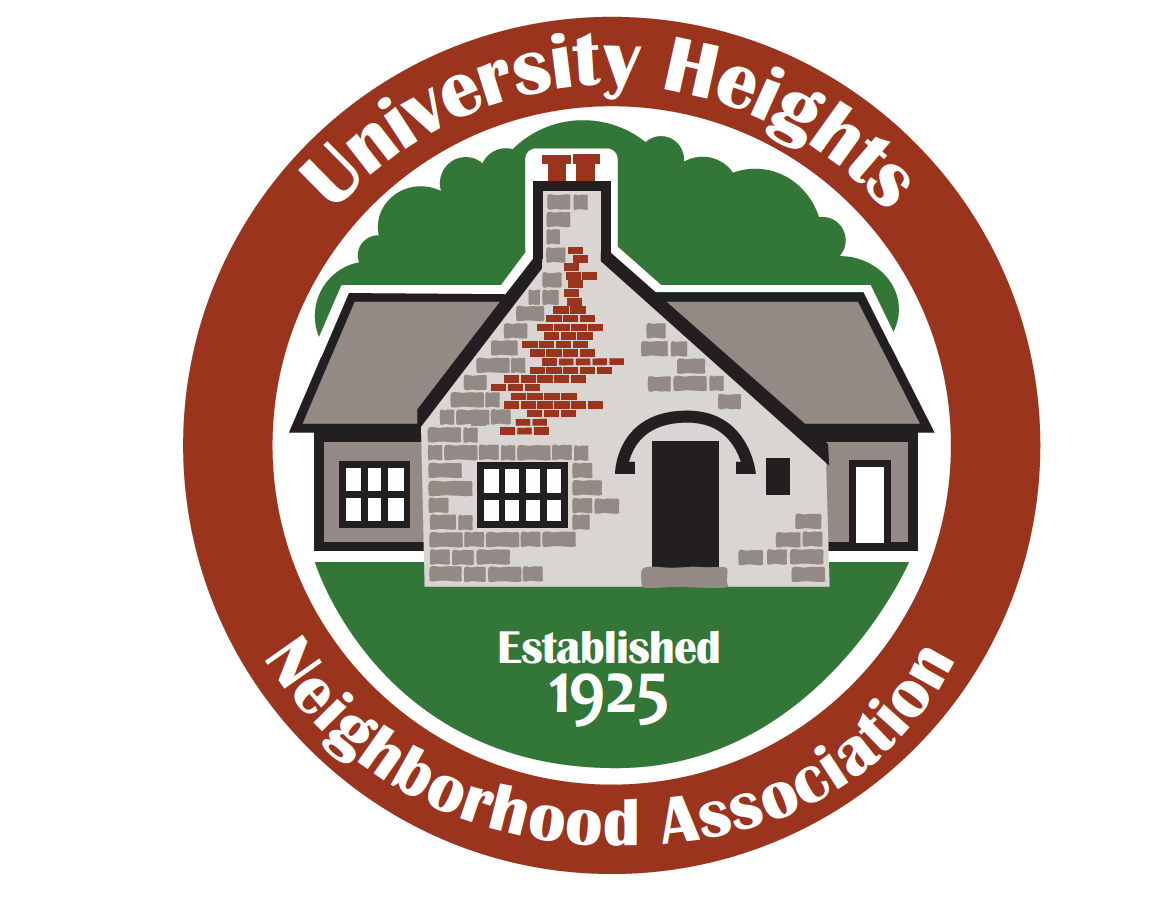 University Heights
Established
1925
Neighborhood Association